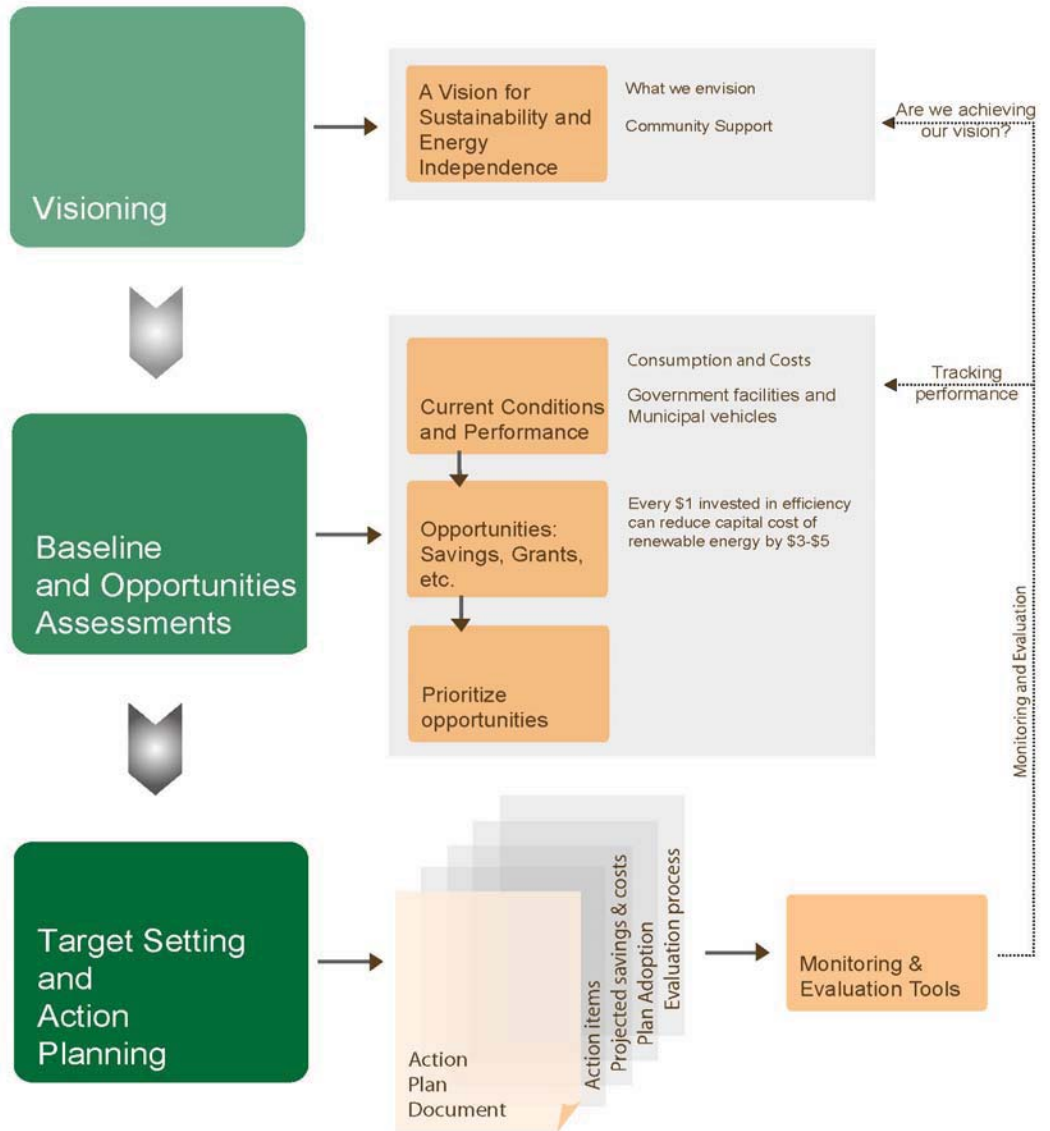 Visioning
A Vision for
Sustainability and
Energy
Independence
What we envision
Community Support
Are we achieving
our vision?
Baseline
and Opportunities
Assessments
Current Conditions
and Performance
Consumption and Costs
Government facilities and
Municipal vehicles
Tracking
performance
Opportunities:
Savings, Grants,
etc.
Every $1 invested in efficiency
can reduce capital cost of
renewable energy by $3-$5
Prioritize
opportunities
Monitoring and Evaluation
Target Setting
and
Action
Planning
Action
Plan
Document
Action items
Projected savings & costs
Plan Adoption
Evaluation process
Monitoring &
Evaluation Tools